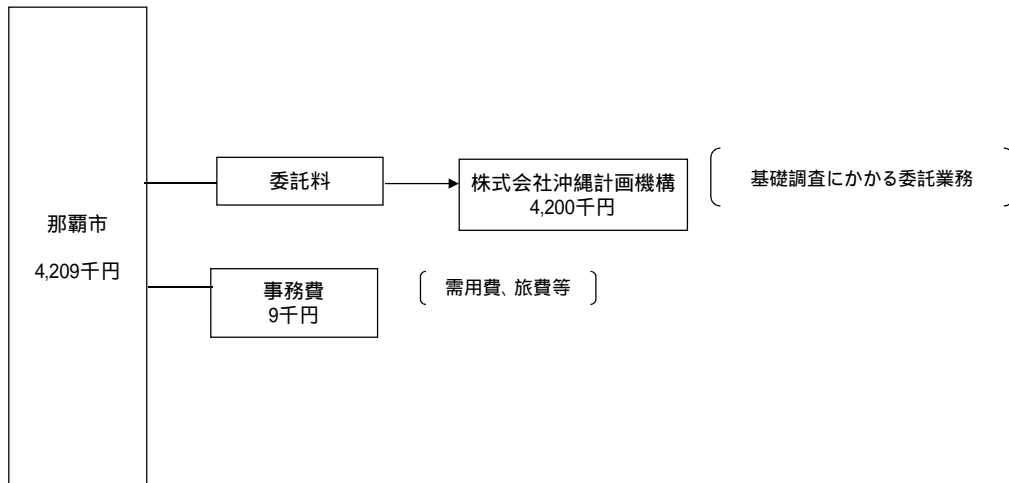 那覇市
4,209千円
委託料
株式会社沖縄計画機構
4,200千円
基礎調査にかかる委託業務
事務費
9千円
需用費、旅費等